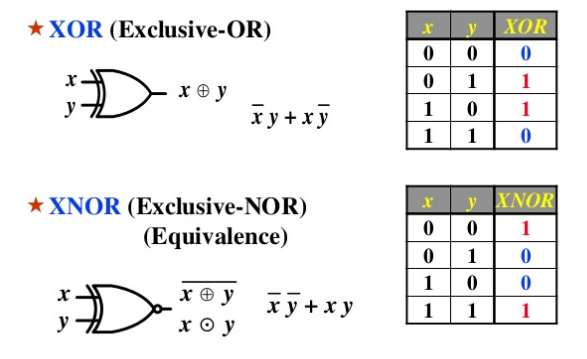 ★ XOR (Exclusive-OR)
x
y
x ⊕ y
x̅ y + x y̅
x y XOR
0 0 0
0 1 1
1 0 1
1 1 0
★ XNOR (Exclusive-NOR)
(Equivalence)
x
y
x̅ ̅⊕̅ ̅y̅
x ⊙ y
x̅ y̅ + x y
x y XNOR
0 0 1
0 1 0
1 0 0
1 1 1